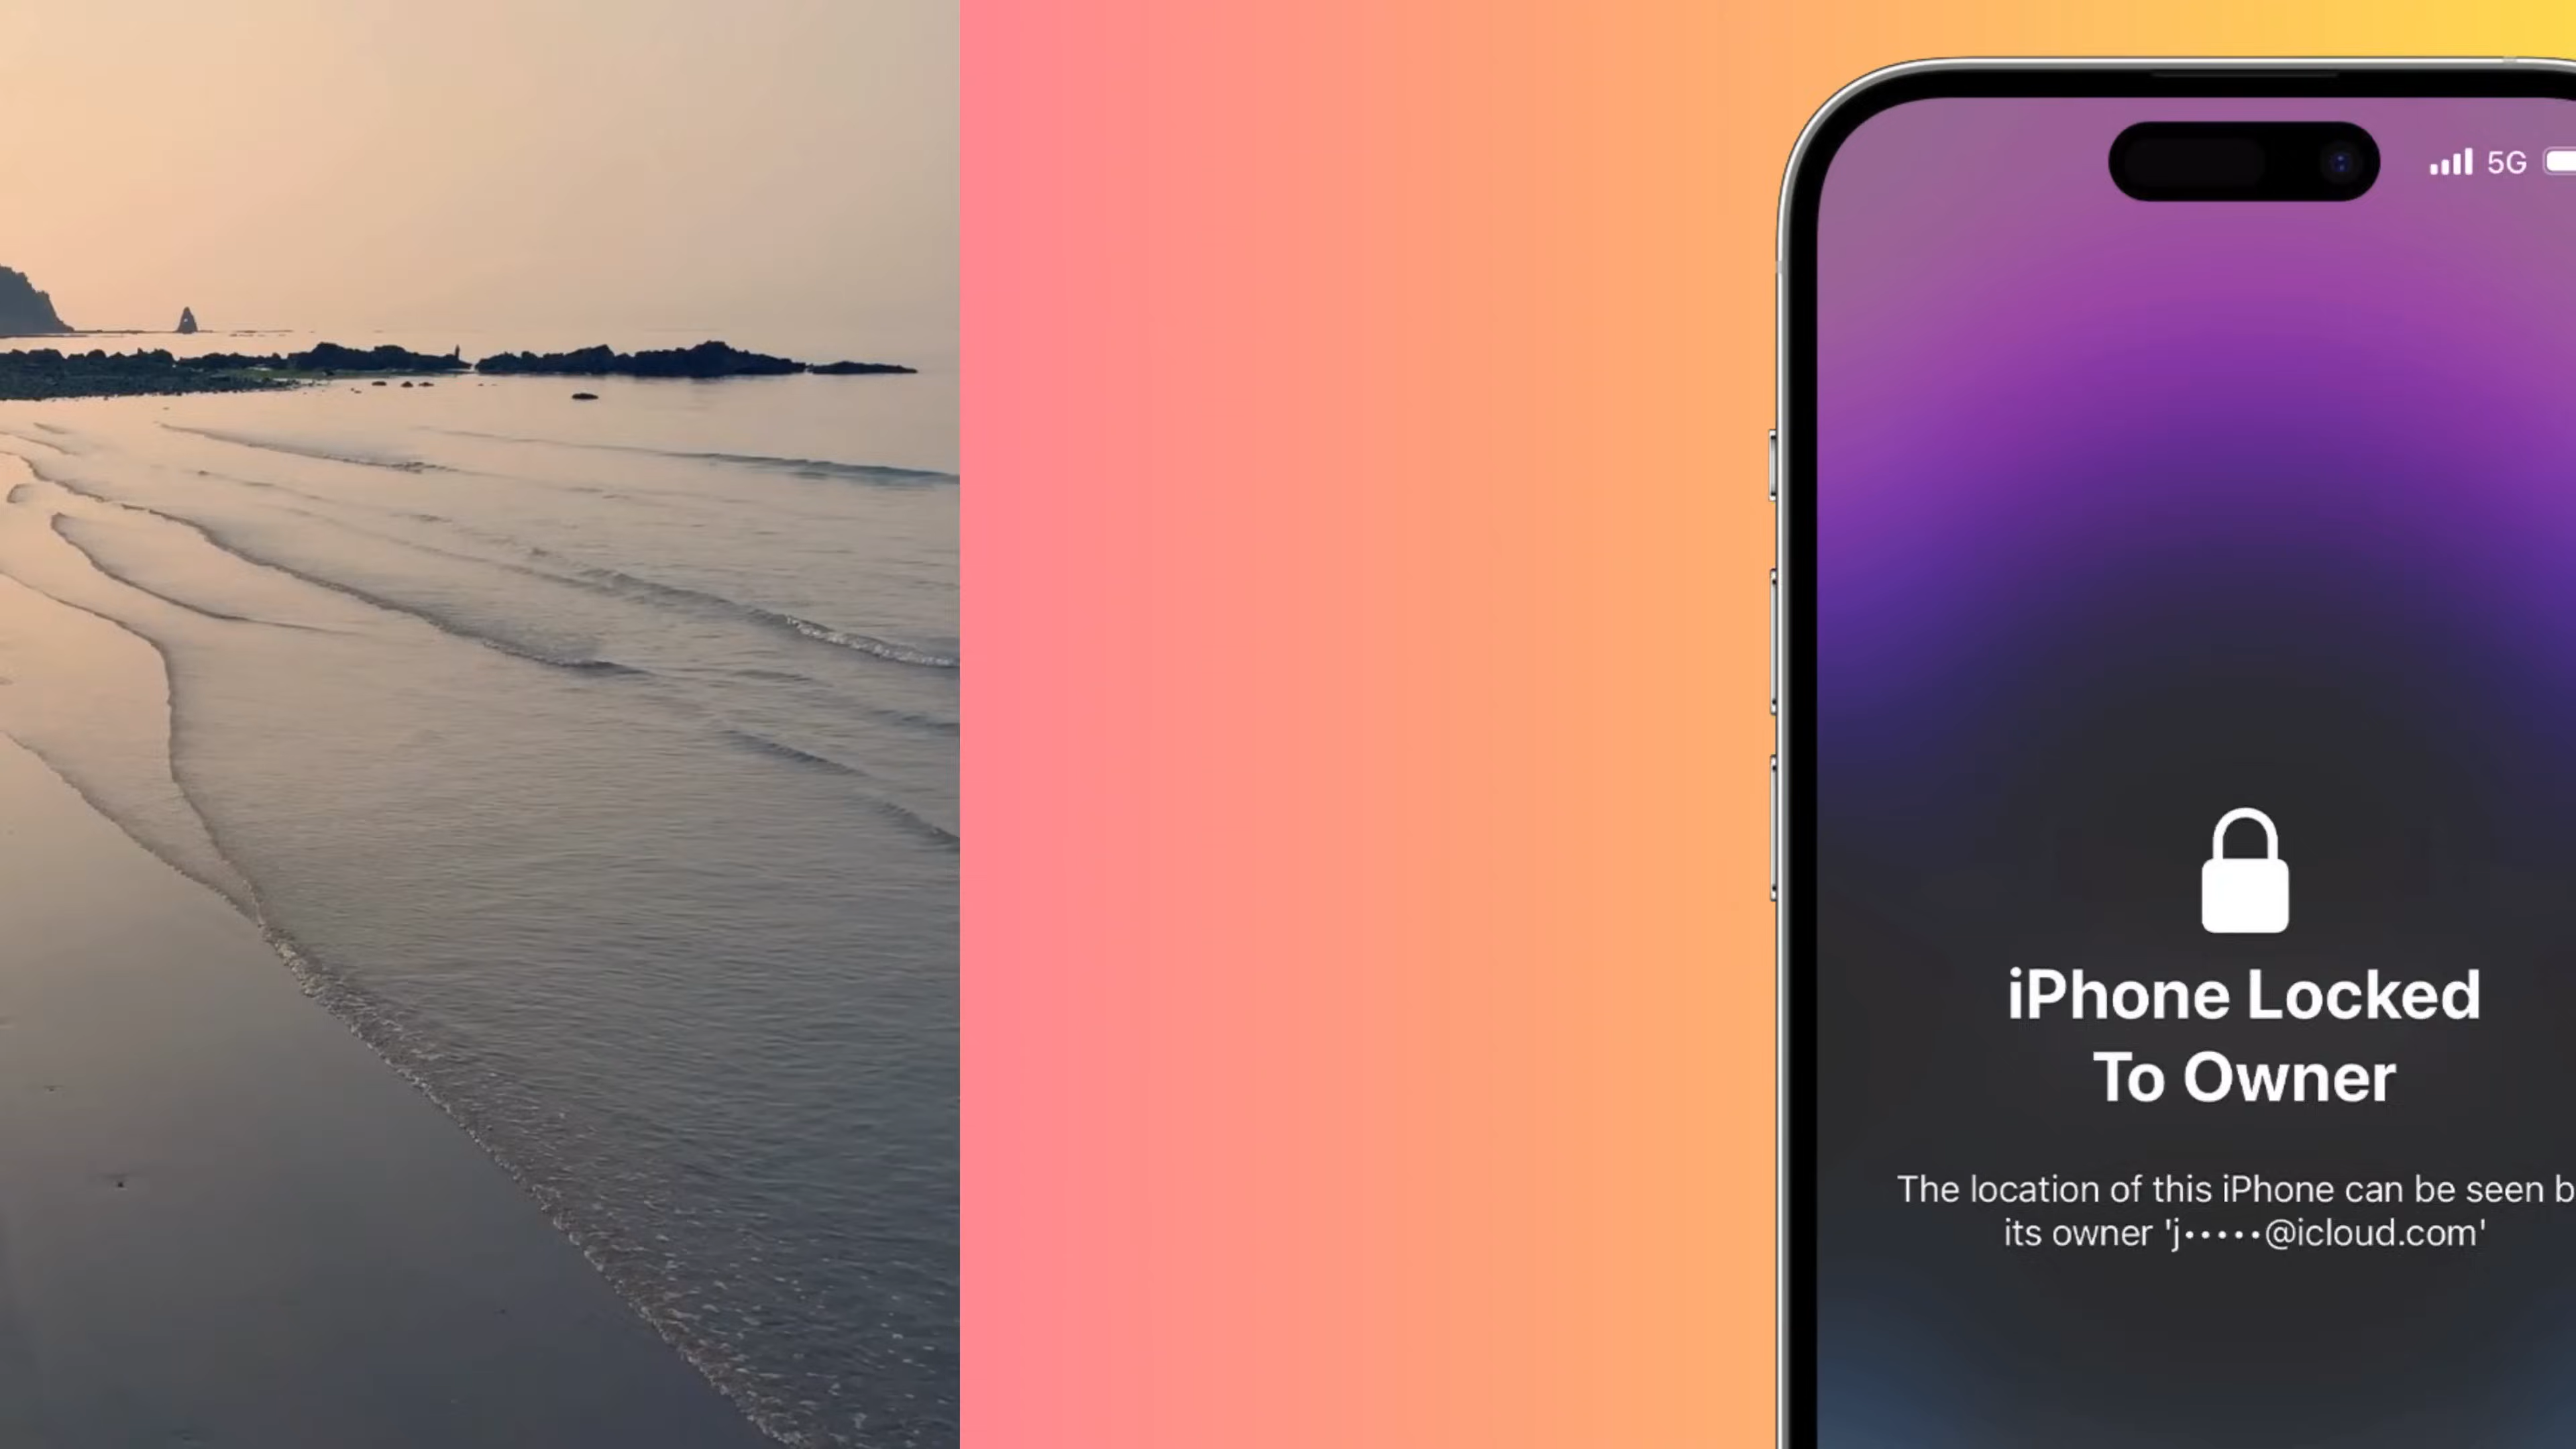 5G
iPhone Locked
To Owner
The location of this iPhone can be seen b
its owner 'j•••••@icloud.com'